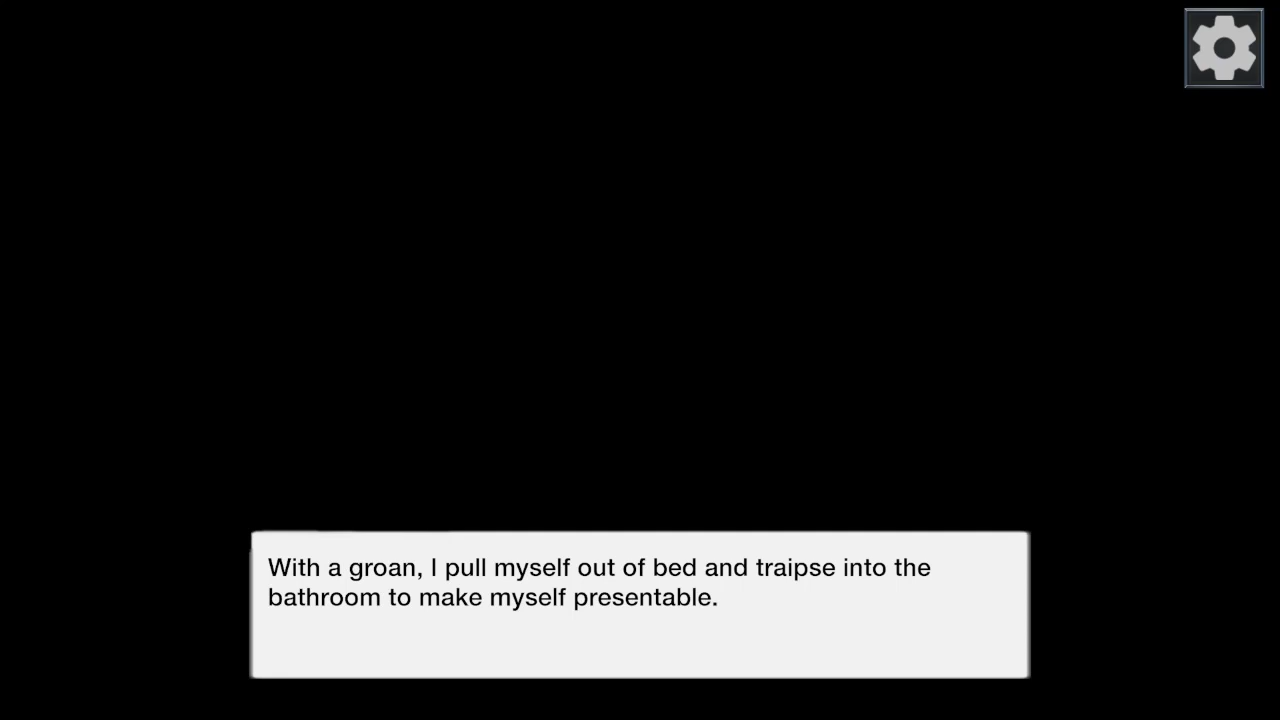 With a groan, I pull myself out of bed and traipse into the
bathroom to make myself presentable.